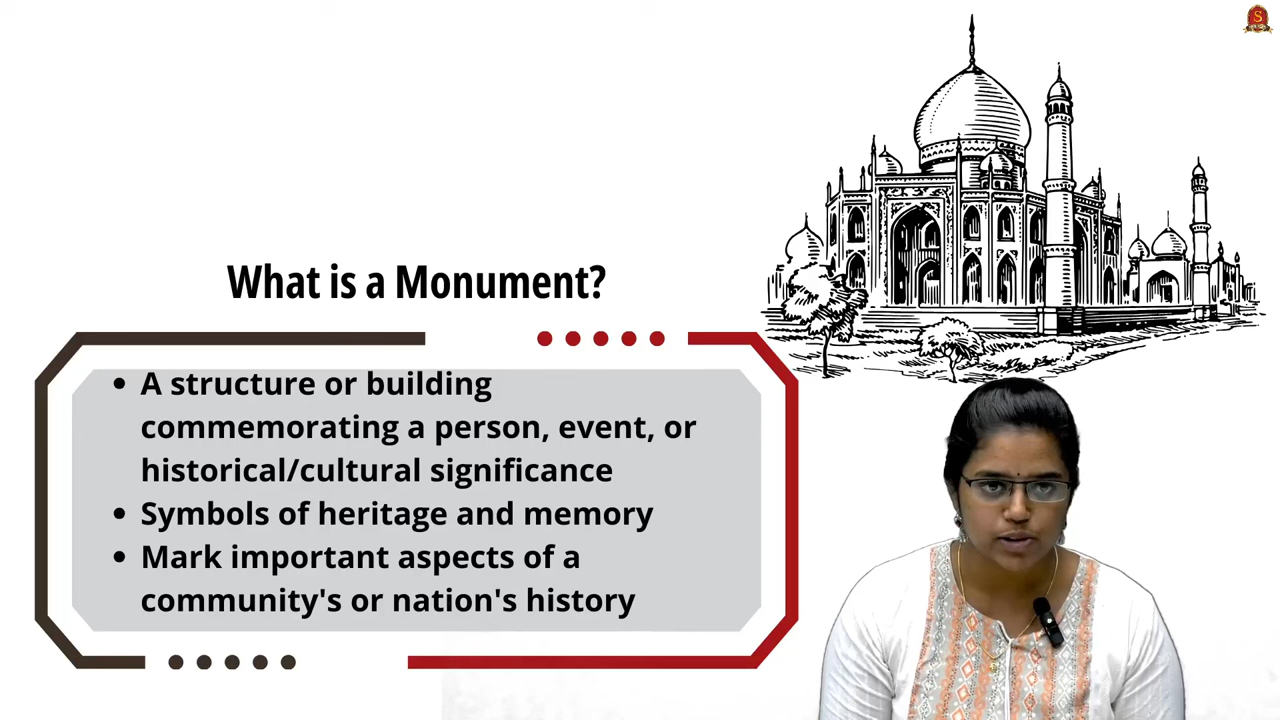 What is a Monument?
• A structure or building
commemorating a person, event, or
historical/cultural significance
• Symbols of heritage and memory
• Mark important aspects of a
community's or nation's history
S